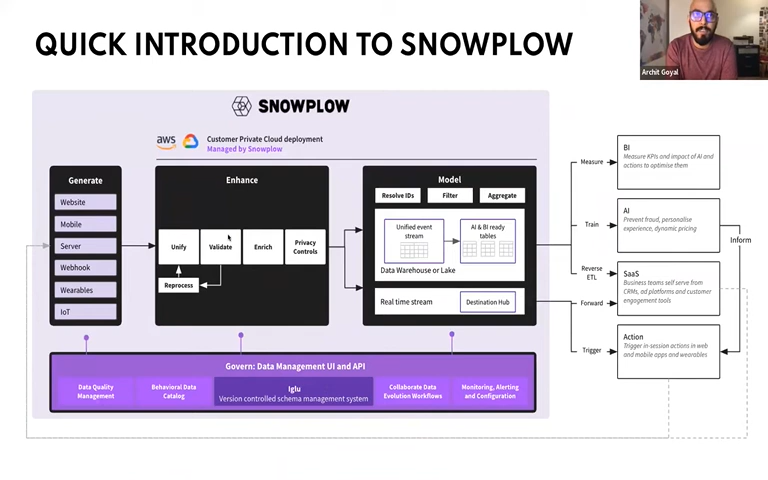 QUICK INTRODUCTION TO SNOWPLOW
Archit Goyal
SNOWPLOW
aws
Customer Private Cloud deployment
Managed by Snowplow
Generate
Website
Mobile
Server
Webhook
Wearables
IoT
Enhance
Unify
Validate
Enrich
Privacy
Controls
Reprocess
Model
Resolve IDs
Filter
Aggregate
Unified event
stream
AI & BI ready
tables
Data Warehouse or Lake
Real time stream
Destination Hub
Measure
Train
Reverse
ETL
Forward
Trigger
BI
Measure KPIs and impact of AI and
actions to optimise them
AI
Prevent fraud, personalise
experience, dynamic pricing
Inform
SaaS
Business teams self serve from
CRMs, ad platforms and customer
engagement tools
Action
Trigger in-session actions in web
and mobile apps and wearables
Govern: Data Management UI and API
Data Quality
Management
Behavioral Data
Catalog
Iglu
Version controlled schema management system
Collaborate Data
Evolution Workflows
Monitoring, Alerting
and Configuration